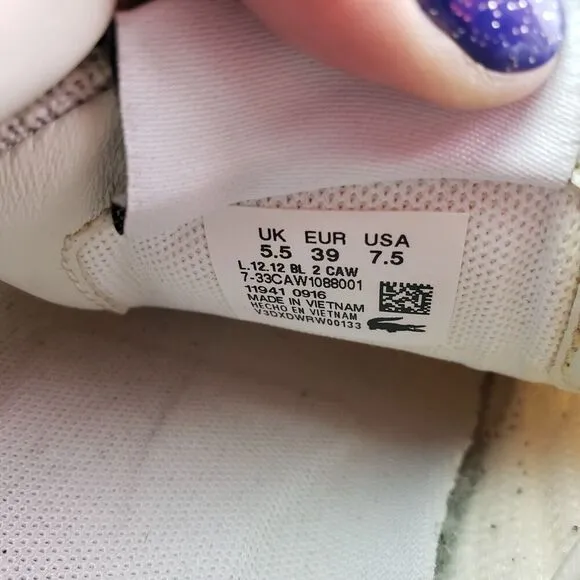 UK EUR USA
5.5 39 7.5
L.12.12 BL 2 CAW
7-33CAW1088001
11941 0916
MADE IN VIETNAM
HECHO EN VIETNAM
V3DXDWRW00133